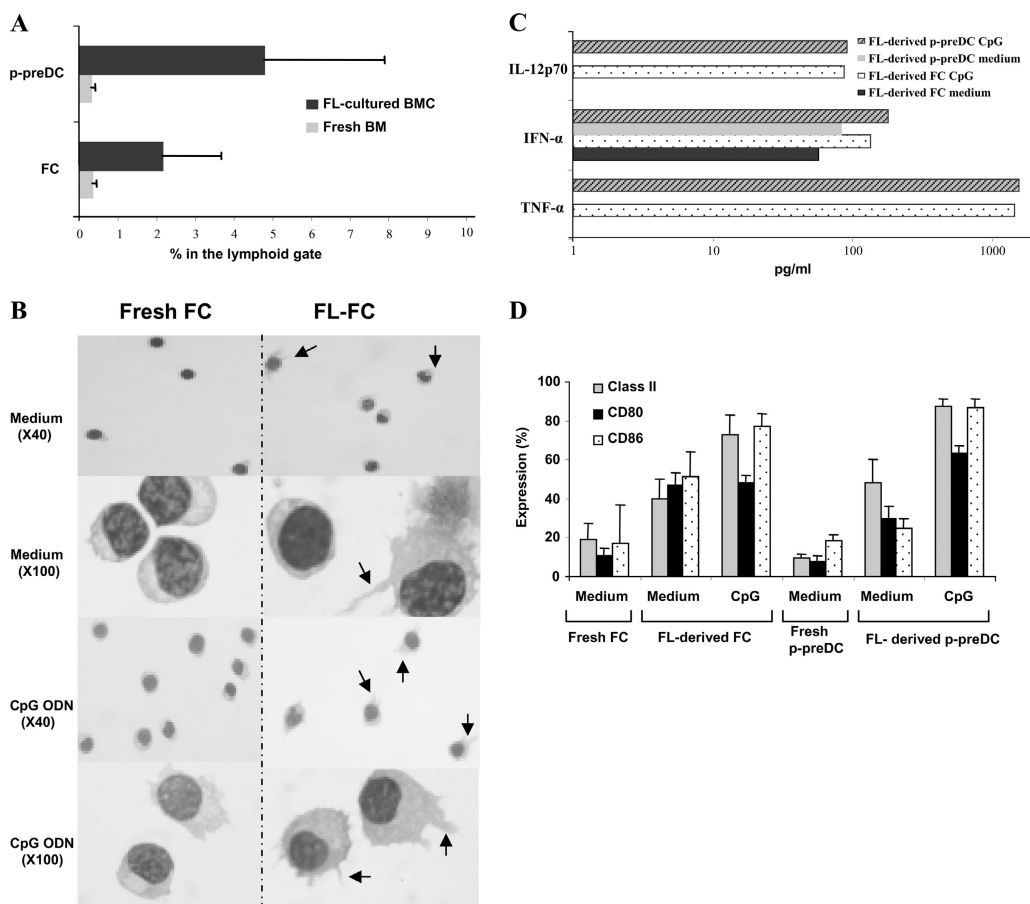 A
p-preDC
FC
FL-cultured BMC
Fresh BM
0 1 2 3 4 5 6 7 8 9 10
% in the lymphoid gate
C
IL-12p70
IFN-α
TNF-α
FL-derived p-preDC CpG
FL-derived p-preDC medium
FL-derived FC CpG
FL-derived FC medium
1 10 100 1000
pg/ml
B
Fresh FC FL-FC
Medium
(X40)
Medium
(X100)
CpG ODN
(X40)
CpG ODN
(X100)
D
Expression (%)
100
80
60
40
20
0
Class II
CD80
CD86
Medium Medium CpG Medium Medium CpG
Fresh FC FL-derived FC Fresh p-preDC FL- derived p-preDC